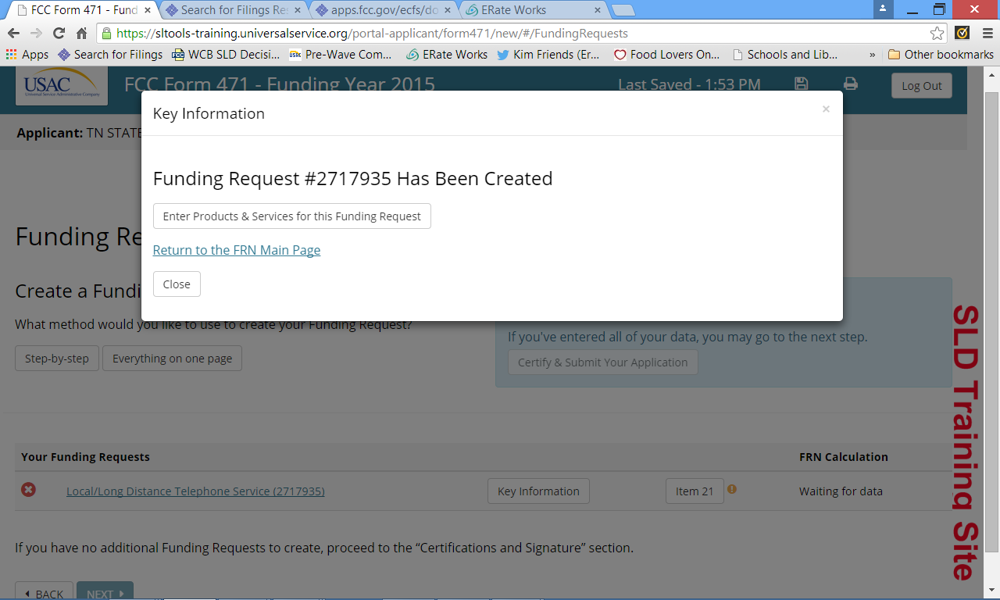 FCC Form 471 - Fund
Search for Filings Re
apps.fcc.gov/ecfs/do
ERate Works
https://sltools-training.universalservice.org/portal-applicant/form471/new/#/FundingRequests
Apps
Search for Filings
WCB SLD Decisi...
Pre-Wave Com...
ERate Works
Kim Friends (Er...
Food Lovers On...
Schools and Lib...
»
Other bookmarks
USAC
Universal Service Administrative Company
FCC Form 471 - Funding Year 2015
Last Saved - 1:53 PM
Log Out
Applicant: TN STATE
Key Information
×
Funding Request #2717935 Has Been Created
Enter Products & Services for this Funding Request
Return to the FRN Main Page
Close
Funding Re
Create a Fundi
What method would you like to use to create your Funding Request?
Step-by-step
Everything on one page
If you've entered all of your data, you may go to the next step.
Certify & Submit Your Application
Your Funding Requests
FRN Calculation
Local/Long Distance Telephone Service (2717935)
Key Information
Item 21
Waiting for data
If you have no additional Funding Requests to create, proceed to the “Certifications and Signature” section.
BACK
NEXT
SLD Training Site